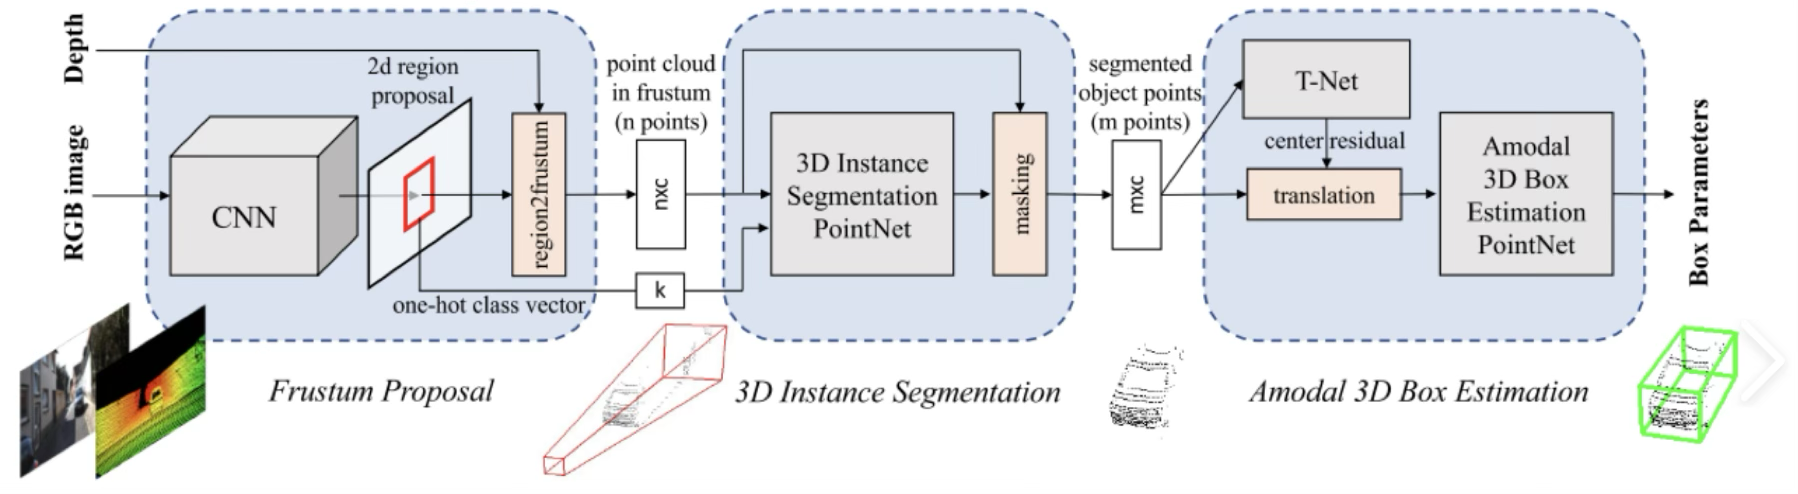 Depth
RGB image
CNN
2d region
proposal
region2frustum
one-hot class vector
point cloud
in frustum
(n points)
nxc
k
3D Instance
Segmentation
PointNet
masking
segmented
object points
(m points)
mxc
T-Net
center residual
translation
Amodal
3D Box
Estimation
PointNet
Box Parameters
Frustum Proposal
3D Instance Segmentation
Amodal 3D Box Estimation